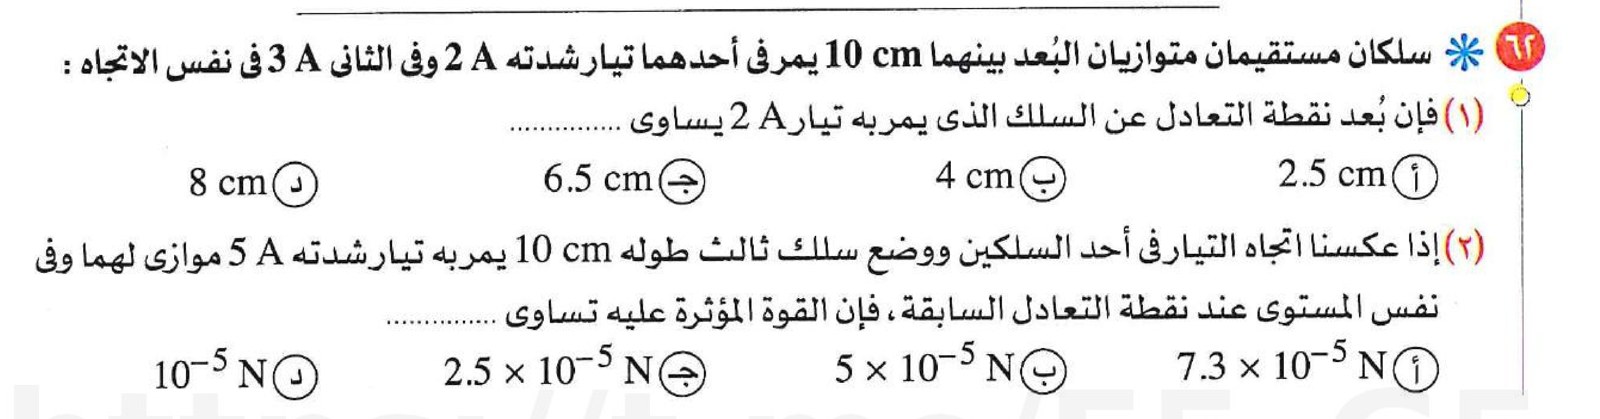 ٦٢ * سلكان مستقيمان متوازيان البُعد بينهما 10 cm يمر فى أحدهما تيار شدته 2 A وفى الثانى 3 A فى نفس الاتجاه :
(١) فإن بُعد نقطة التعادل عن السلك الذى يمر به تيار 2 A يساوى ...............
أ 2.5 cm ب 4 cm جـ 6.5 cm د 8 cm
(٢) إذا عكسنا اتجاه التيار فى أحد السلكين ووضع سلك ثالث طوله 10 cm يمر به تيار شدته 5 A موازى لهما وفى
نفس المستوى عند نقطة التعادل السابقة ، فإن القوة المؤثرة عليه تساوى ...............
أ 7.3 × 10⁻⁵ N ب 5 × 10⁻⁵ N جـ 2.5 × 10⁻⁵ N د 10⁻⁵ N